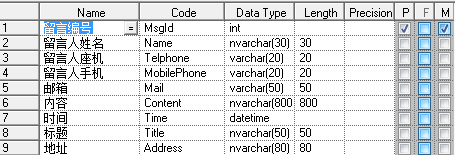 Name Code Data Type Length Precision P F M
1 留言编号 = MsgId int
2 留言人姓名 Name nvarchar(30) 30
3 留言人座机 Telphone varchar(20) 20
4 留言人手机 MobilePhone varchar(20) 20
5 邮箱 Mail varchar(50) 50
6 内容 Content nvarchar(800 800
7 时间 Time datetime
8 标题 Title nvarchar(50) 50
9 地址 Address nvarchar(80) 80